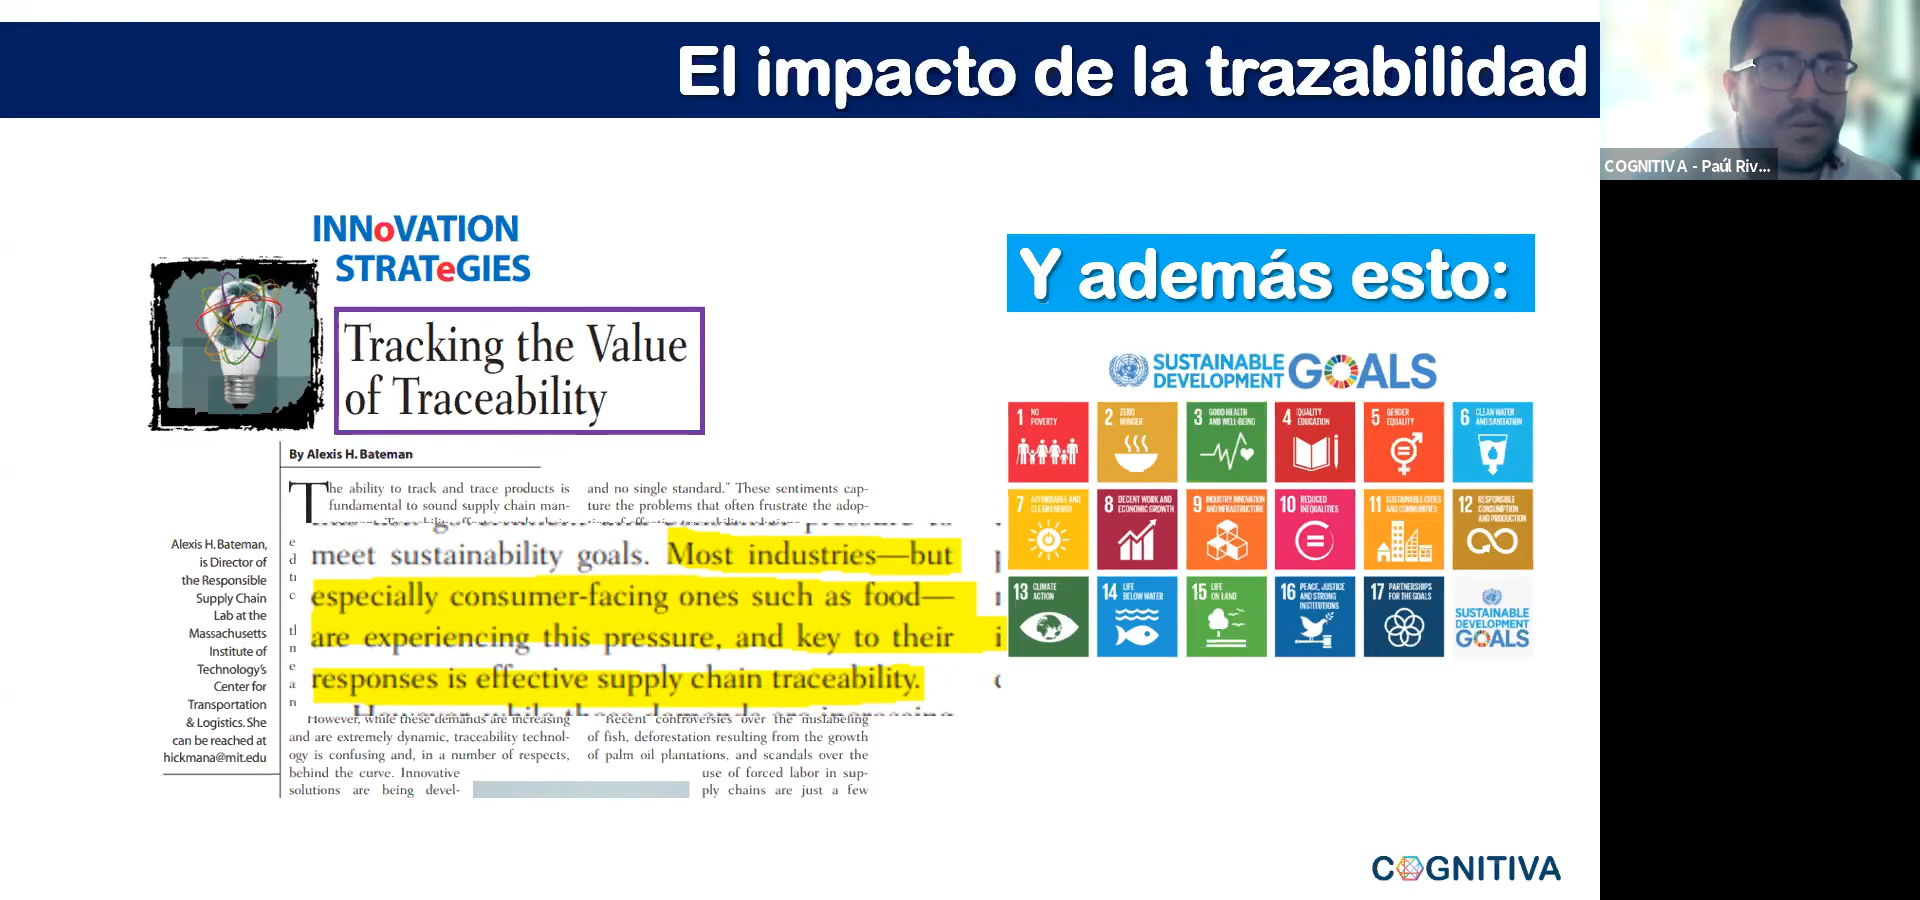 El impacto de la trazabilidad
COGNITIVA - Paúl Riv...
INNoVATION
STRATeGIES
Tracking the Value
of Traceability
By Alexis H. Bateman
The ability to track and trace products is
fundamental to sound supply chain man-
and no single standard." These sentiments cap-
ture the problems that often frustrate the adop-
Alexis H. Bateman,
is Director of
the Responsible
Supply Chain
Lab at the
Massachusetts
Institute of
Technology's
Center for
Transportation
& Logistics. She
can be reached at
hickmana@mit.edu
meet sustainability goals. Most industries—but
especially consumer-facing ones such as food—
are experiencing this pressure, and key to their
responses is effective supply chain traceability.
However, while these demands are increasing
and are extremely dynamic, traceability technol-
ogy is confusing and, in a number of respects,
behind the curve. Innovative
solutions are being devel-
Recent controversies over the mislabeling
of fish, deforestation resulting from the growth
of palm oil plantations, and scandals over the
use of forced labor in sup-
ply chains are just a few
Y además esto:
SUSTAINABLE
DEVELOPMENT GOALS
1 NO
POVERTY
2 ZERO
HUNGER
3 GOOD HEALTH
AND WELL-BEING
4 QUALITY
EDUCATION
5 GENDER
EQUALITY
6 CLEAN WATER
AND SANITATION
7 AFFORDABLE AND
CLEAN ENERGY
8 DECENT WORK AND
ECONOMIC GROWTH
9 INDUSTRY, INNOVATION
AND INFRASTRUCTURE
10 REDUCED
INEQUALITIES
11 SUSTAINABLE CITIES
AND COMMUNITIES
12 RESPONSIBLE
CONSUMPTION
AND PRODUCTION
13 CLIMATE
ACTION
14 LIFE
BELOW WATER
15 LIFE
ON LAND
16 PEACE, JUSTICE
AND STRONG
INSTITUTIONS
17 PARTNERSHIPS
FOR THE GOALS
SUSTAINABLE
DEVELOPMENT
GOALS
COGNITIVA